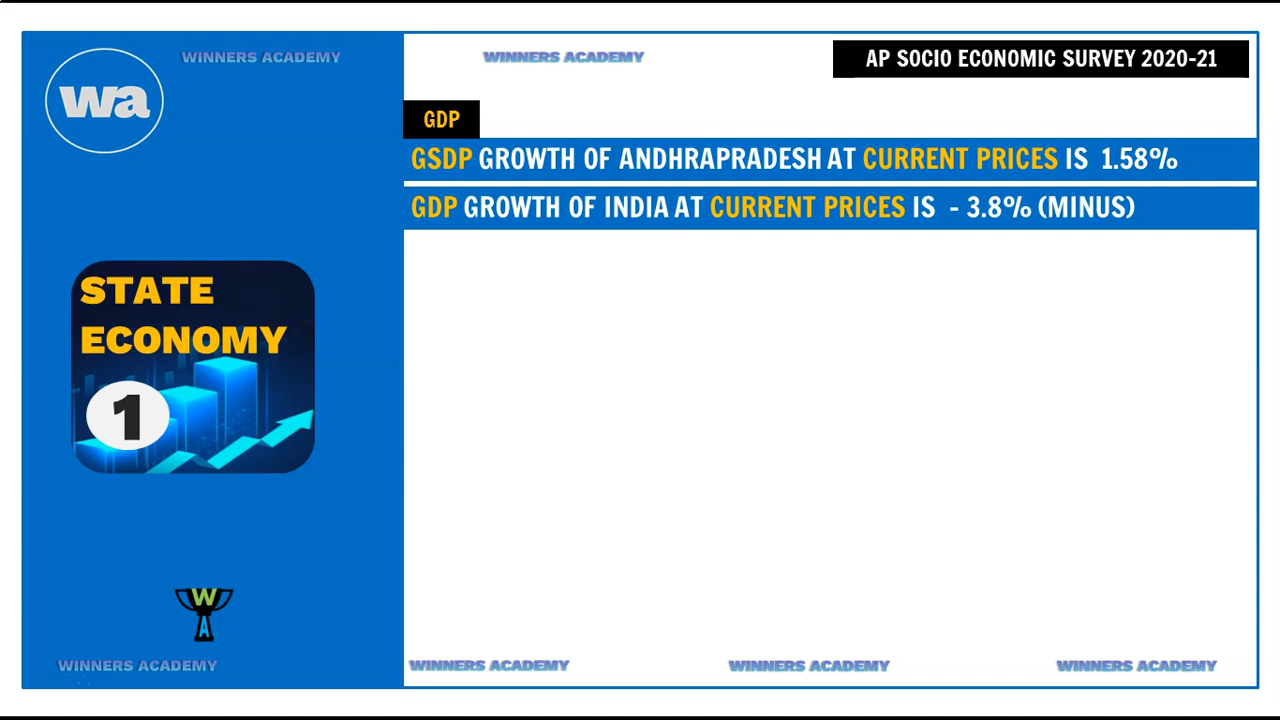 WINNERS ACADEMY
WINNERS ACADEMY
AP SOCIO ECONOMIC SURVEY 2020-21
wa
GDP
GSDP GROWTH OF ANDHRAPRADESH AT CURRENT PRICES IS 1.58%
GDP GROWTH OF INDIA AT CURRENT PRICES IS - 3.8% (MINUS)
STATE
ECONOMY
1
W
A
WINNERS ACADEMY
WINNERS ACADEMY
WINNERS ACADEMY
WINNERS ACADEMY